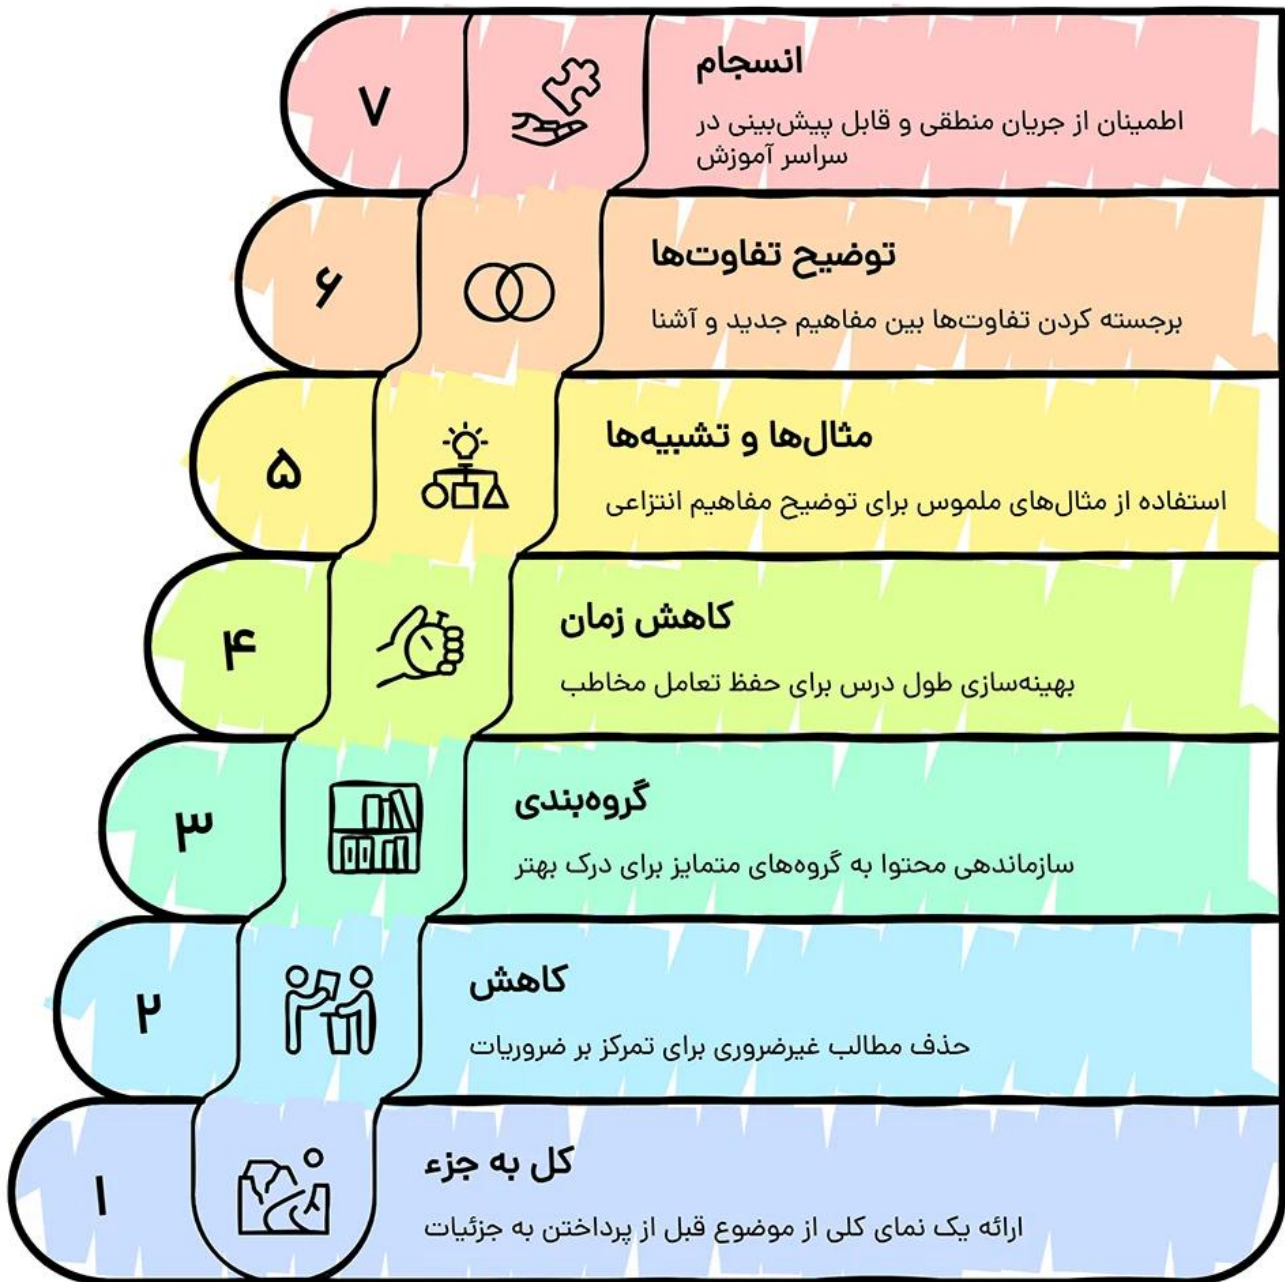 ۷
انسجام
اطمینان از جریان منطقی و قابل پیش‌بینی در
سراسر آموزش
۶
توضیح تفاوت‌ها
برجسته کردن تفاوت‌ها بین مفاهیم جدید و آشنا
۵
مثال‌ها و تشبیه‌ها
استفاده از مثال‌های ملموس برای توضیح مفاهیم انتزاعی
۴
کاهش زمان
بهینه‌سازی طول درس برای حفظ تعامل مخاطب
۳
گروه‌بندی
سازماندهی محتوا به گروه‌های متمایز برای درک بهتر
۲
کاهش
حذف مطالب غیرضروری برای تمرکز بر ضروریات
۱
کل به جزء
ارائه یک نمای کلی از موضوع قبل از پرداختن به جزئیات